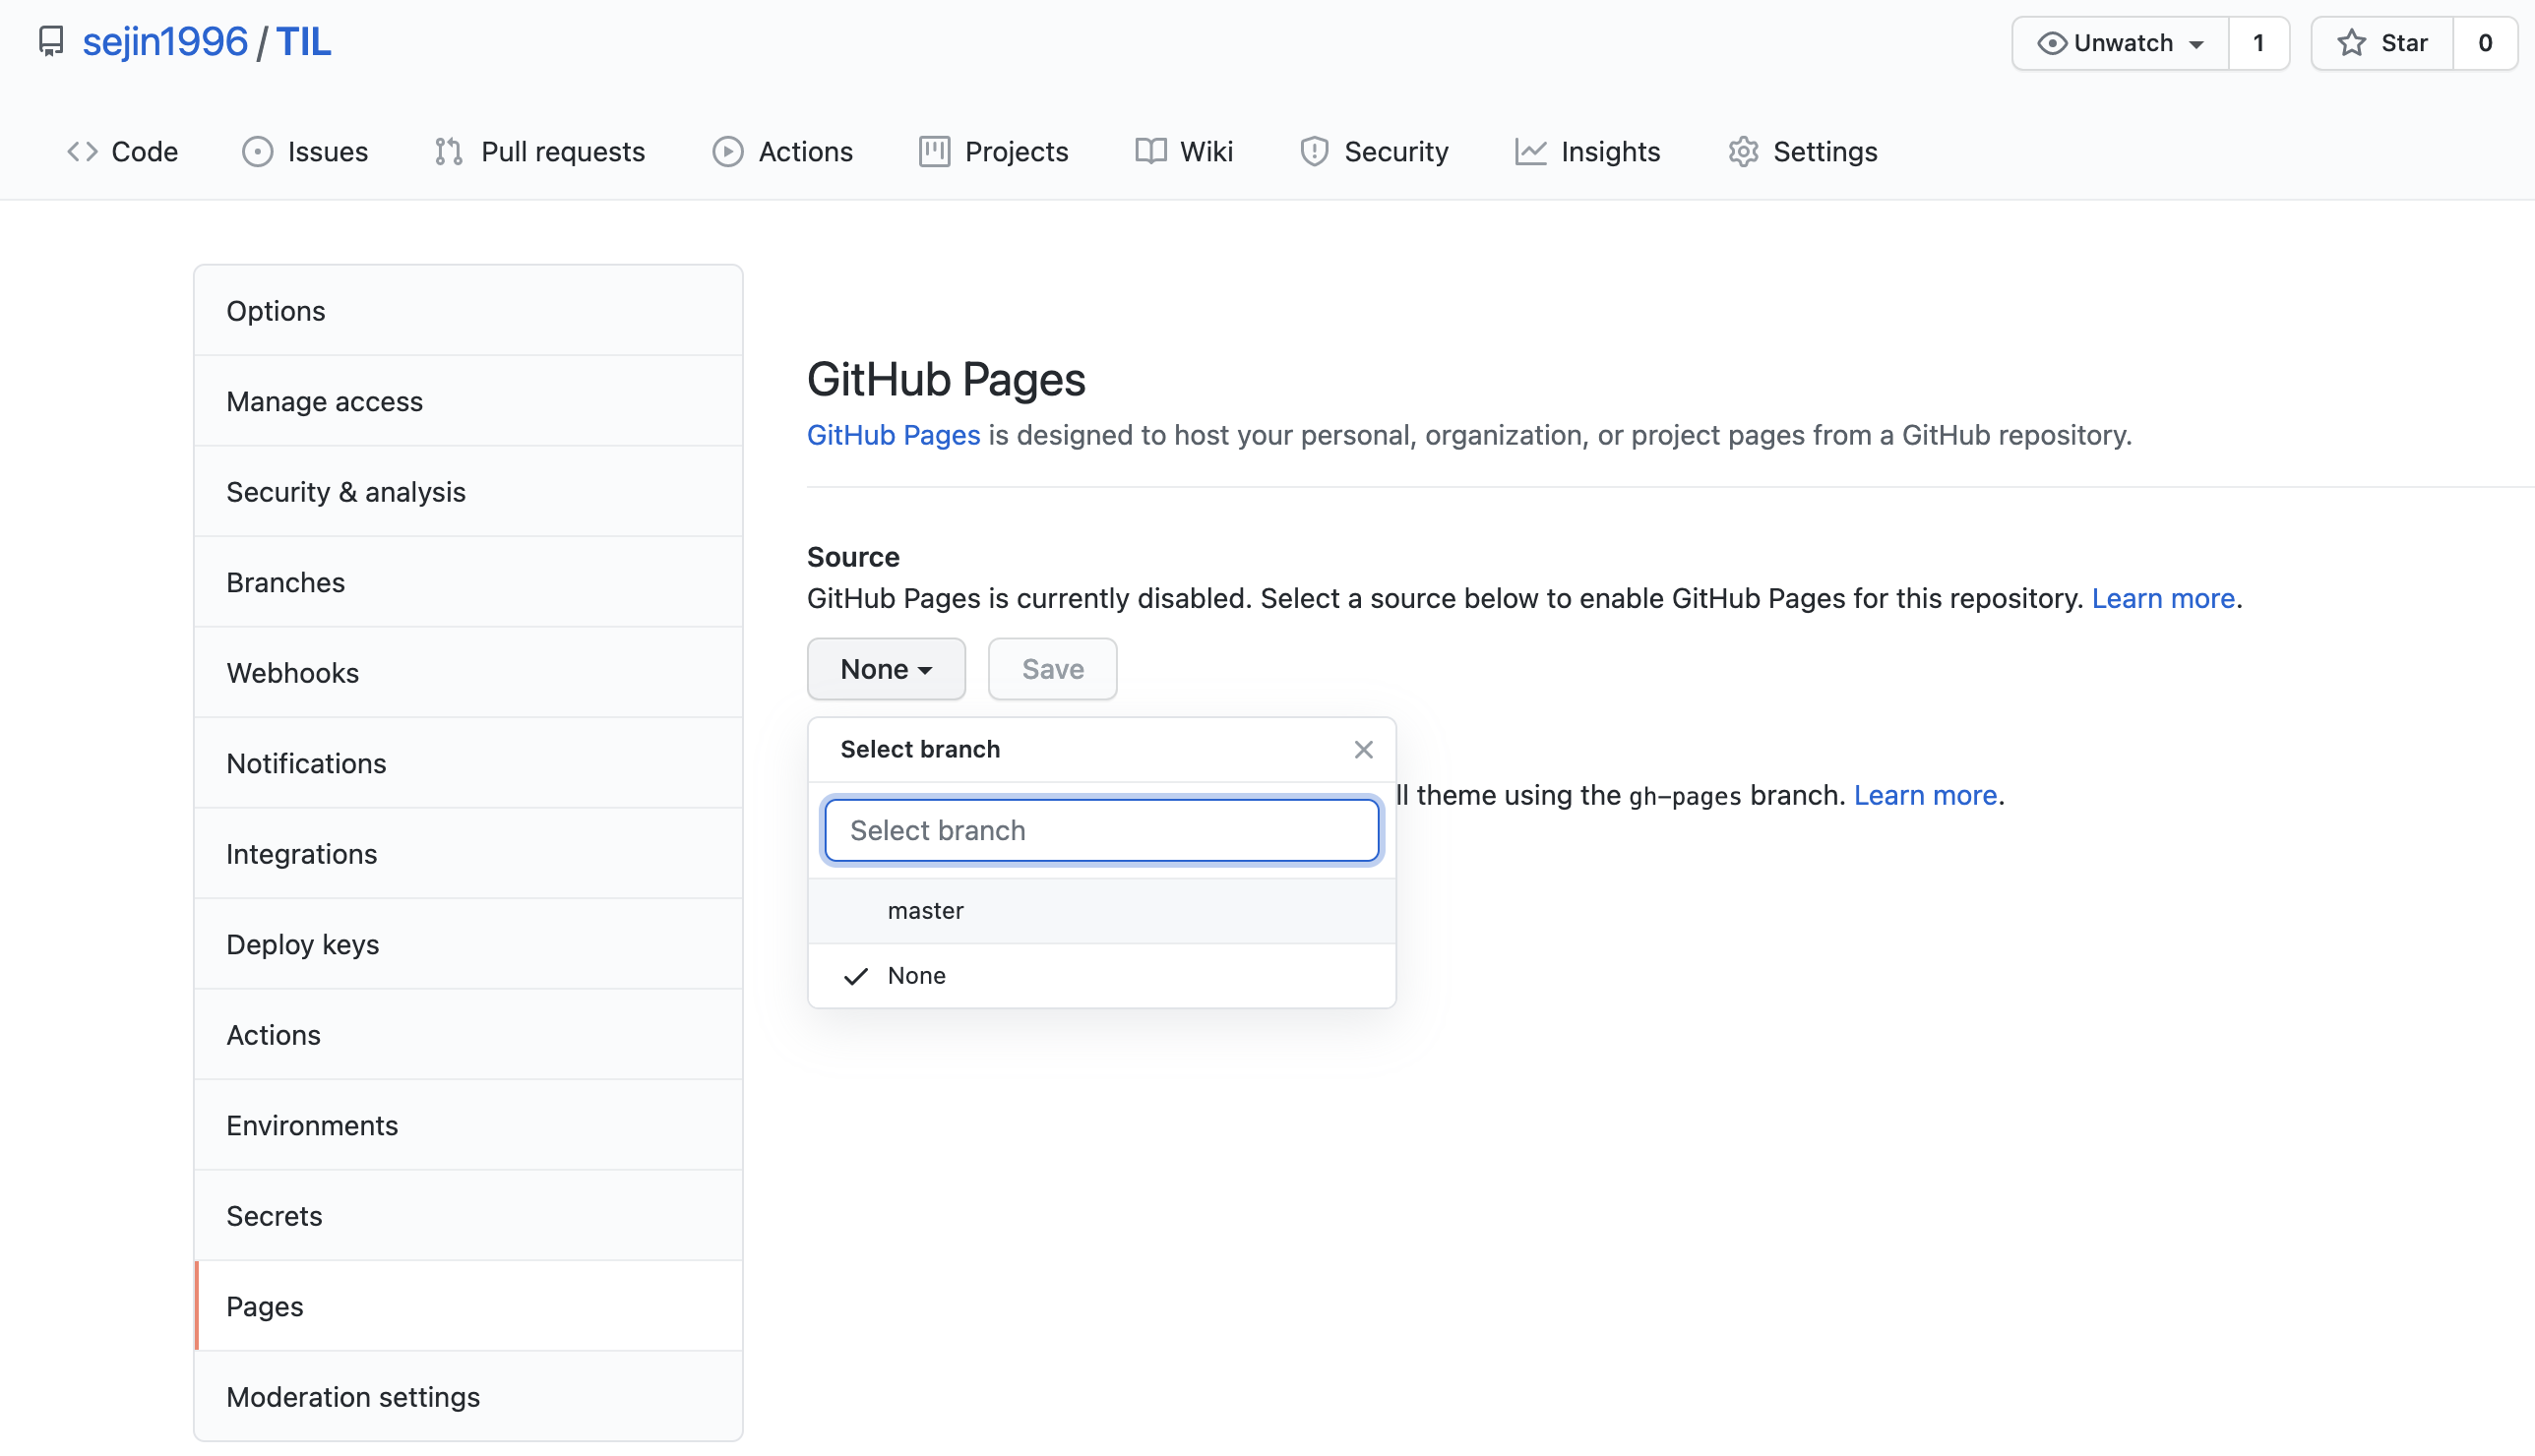 sejin1996 / TIL
Unwatch 1 Star 0
Code Issues Pull requests Actions Projects Wiki Security Insights Settings
Options
Manage access
Security & analysis
Branches
Webhooks
Notifications
Integrations
Deploy keys
Actions
Environments
Secrets
Pages
Moderation settings
GitHub Pages
GitHub Pages is designed to host your personal, organization, or project pages from a GitHub repository.
Source
GitHub Pages is currently disabled. Select a source below to enable GitHub Pages for this repository. Learn more.
None Save
Select branch
ll theme using the gh-pages branch. Learn more.
Select branch
master
None